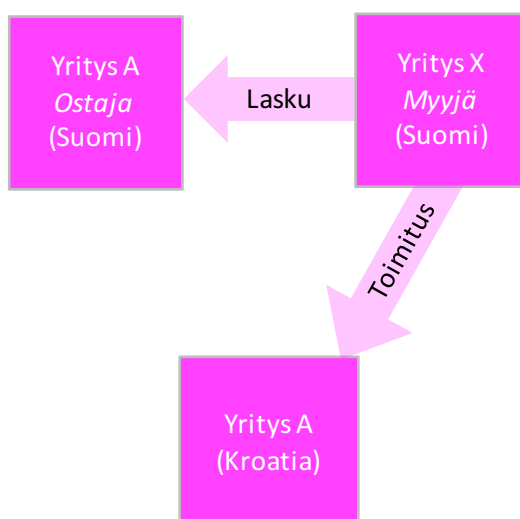 Yritys A
Ostaja
(Suomi)
Lasku
Yritys X
Myyjä
(Suomi)
Toimitus
Yritys A
(Kroatia)